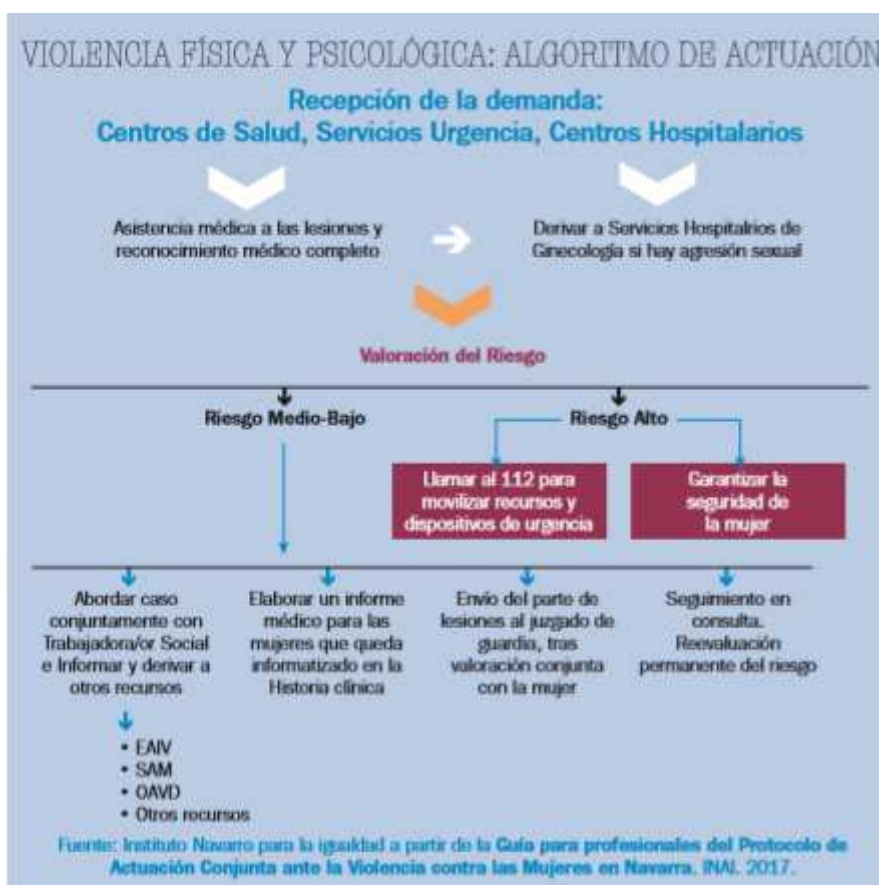 VIOLENCIA FÍSICA Y PSICOLÓGICA: ALGORITMO DE ACTUACIÓN
Recepción de la demanda:
Centros de Salud, Servicios Urgencia, Centros Hospitalarios
Asistencia médica a las lesiones y
reconocimiento médico completo
Derivar a Servicios Hospitalrios de
Ginecología si hay agresión sexual
Valoración del Riesgo
Riesgo Medio-Bajo
Riesgo Alto
Llamar al 112 para
movilizar recursos y
dispositivos de urgencia
Garantizar la
seguridad de
la mujer
Abordar caso
conjuntamente con
Trabajadora/or Social
e Informar y derivar a
otros recursos
Elaborar un informe
médico para las
mujeres que queda
informatizado en la
Historia clínica
Envío del parte de
lesiones al juzgado de
guardia, tras
valoración conjunta
con la mujer
Seguimiento en
consulta.
Reevaluación
permanente del riesgo
• EAIV
• SAM
• OAVD
• Otros recursos
Fuente: Instituto Navarro para la igualdad a partir de la Guía para profesionales del Protocolo de
Actuación Conjunta ante la Violencia contra las Mujeres en Navarra. INAI. 2017.